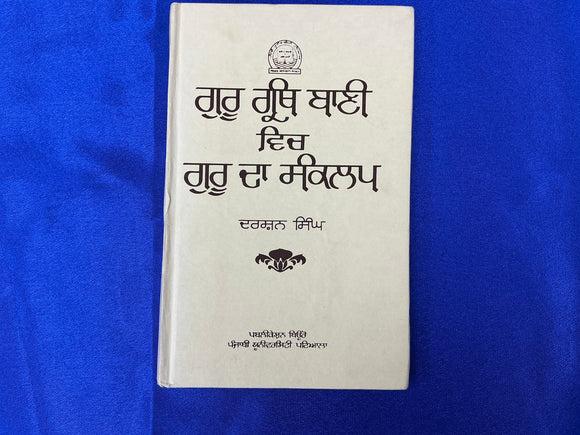 ਗੁਰੂ ਗ੍ਰੰਥ ਬਾਣੀ
ਵਿਚ
ਗੁਰੂ ਦਾ ਸੰਕਲਪ
ਦਰਸ਼ਨ ਸਿੰਘ
ਪਬਲੀਕੇਸ਼ਨ ਬਿਊਰੋ
ਪੰਜਾਬੀ ਯੂਨੀਵਰਸਿਟੀ ਪਟਿਆਲਾ